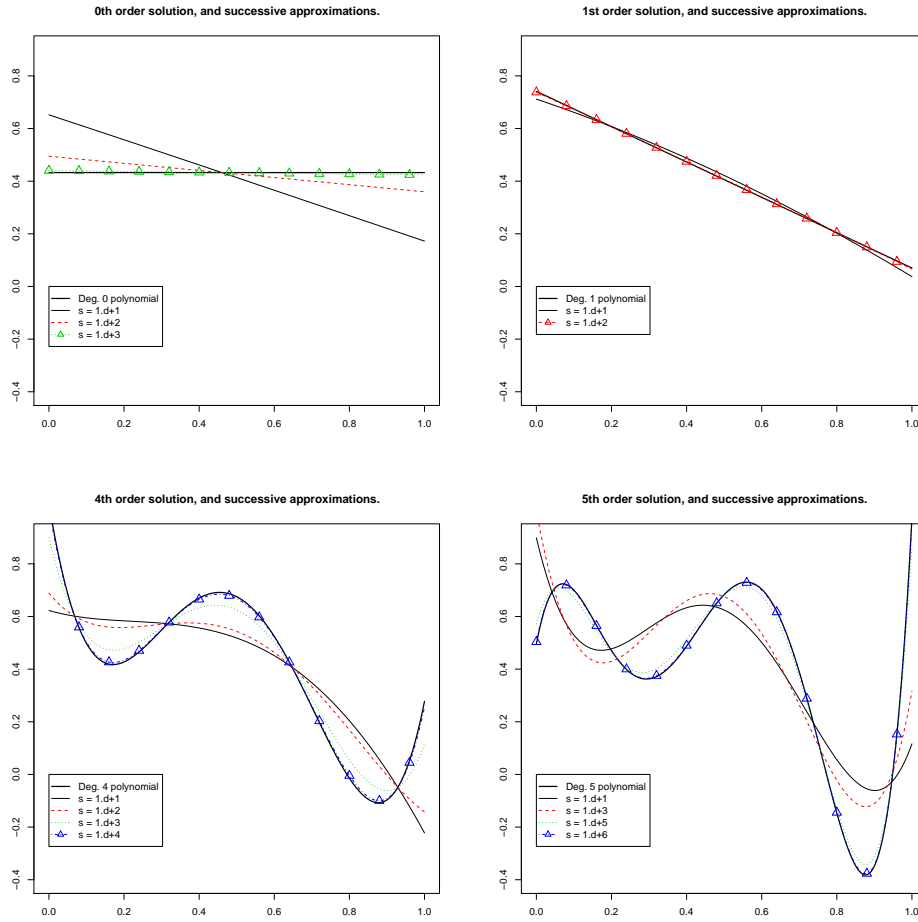 0th order solution, and successive approximations.
0.8
0.6
0.4
0.2
0.0
−0.2
−0.4
Deg. 0 polynomial
s = 1.d+1
s = 1.d+2
s = 1.d+3
0.0 0.2 0.4 0.6 0.8 1.0
1st order solution, and successive approximations.
0.8
0.6
0.4
0.2
0.0
−0.2
−0.4
Deg. 1 polynomial
s = 1.d+1
s = 1.d+2
0.0 0.2 0.4 0.6 0.8 1.0
4th order solution, and successive approximations.
0.8
0.6
0.4
0.2
0.0
−0.2
−0.4
Deg. 4 polynomial
s = 1.d+1
s = 1.d+2
s = 1.d+3
s = 1.d+4
0.0 0.2 0.4 0.6 0.8 1.0
5th order solution, and successive approximations.
0.8
0.6
0.4
0.2
0.0
−0.2
−0.4
Deg. 5 polynomial
s = 1.d+1
s = 1.d+3
s = 1.d+5
s = 1.d+6
0.0 0.2 0.4 0.6 0.8 1.0